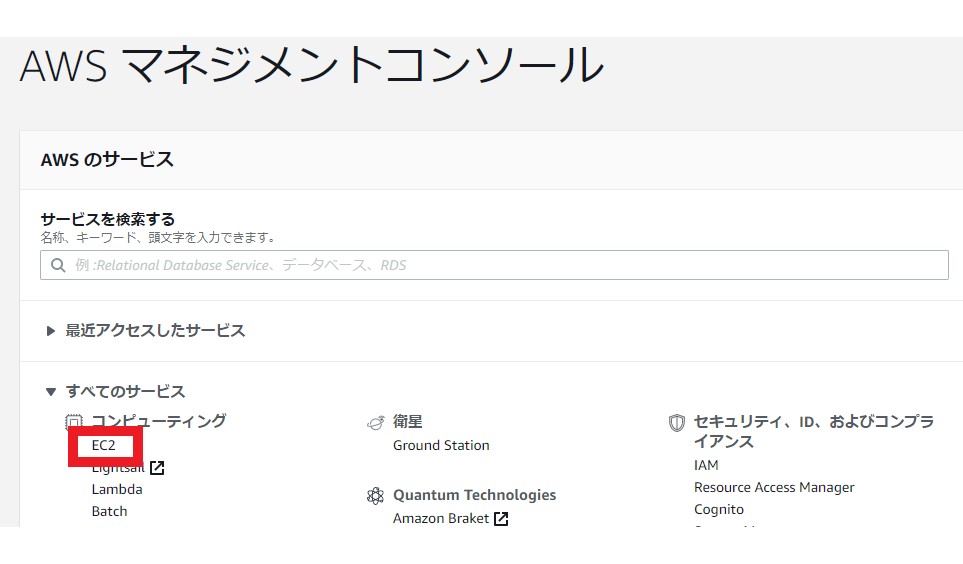 AWS マネジメントコンソール
AWS のサービス
サービスを検索する
名称、キーワード、頭文字を入力できます。
例 :Relational Database Service、データベース、RDS
最近アクセスしたサービス
すべてのサービス
コンピューティング
EC2
Lightsail
Lambda
Batch
衛星
Ground Station
Quantum Technologies
Amazon Braket
セキュリティ、ID、およびコンプラ
イアンス
IAM
Resource Access Manager
Cognito